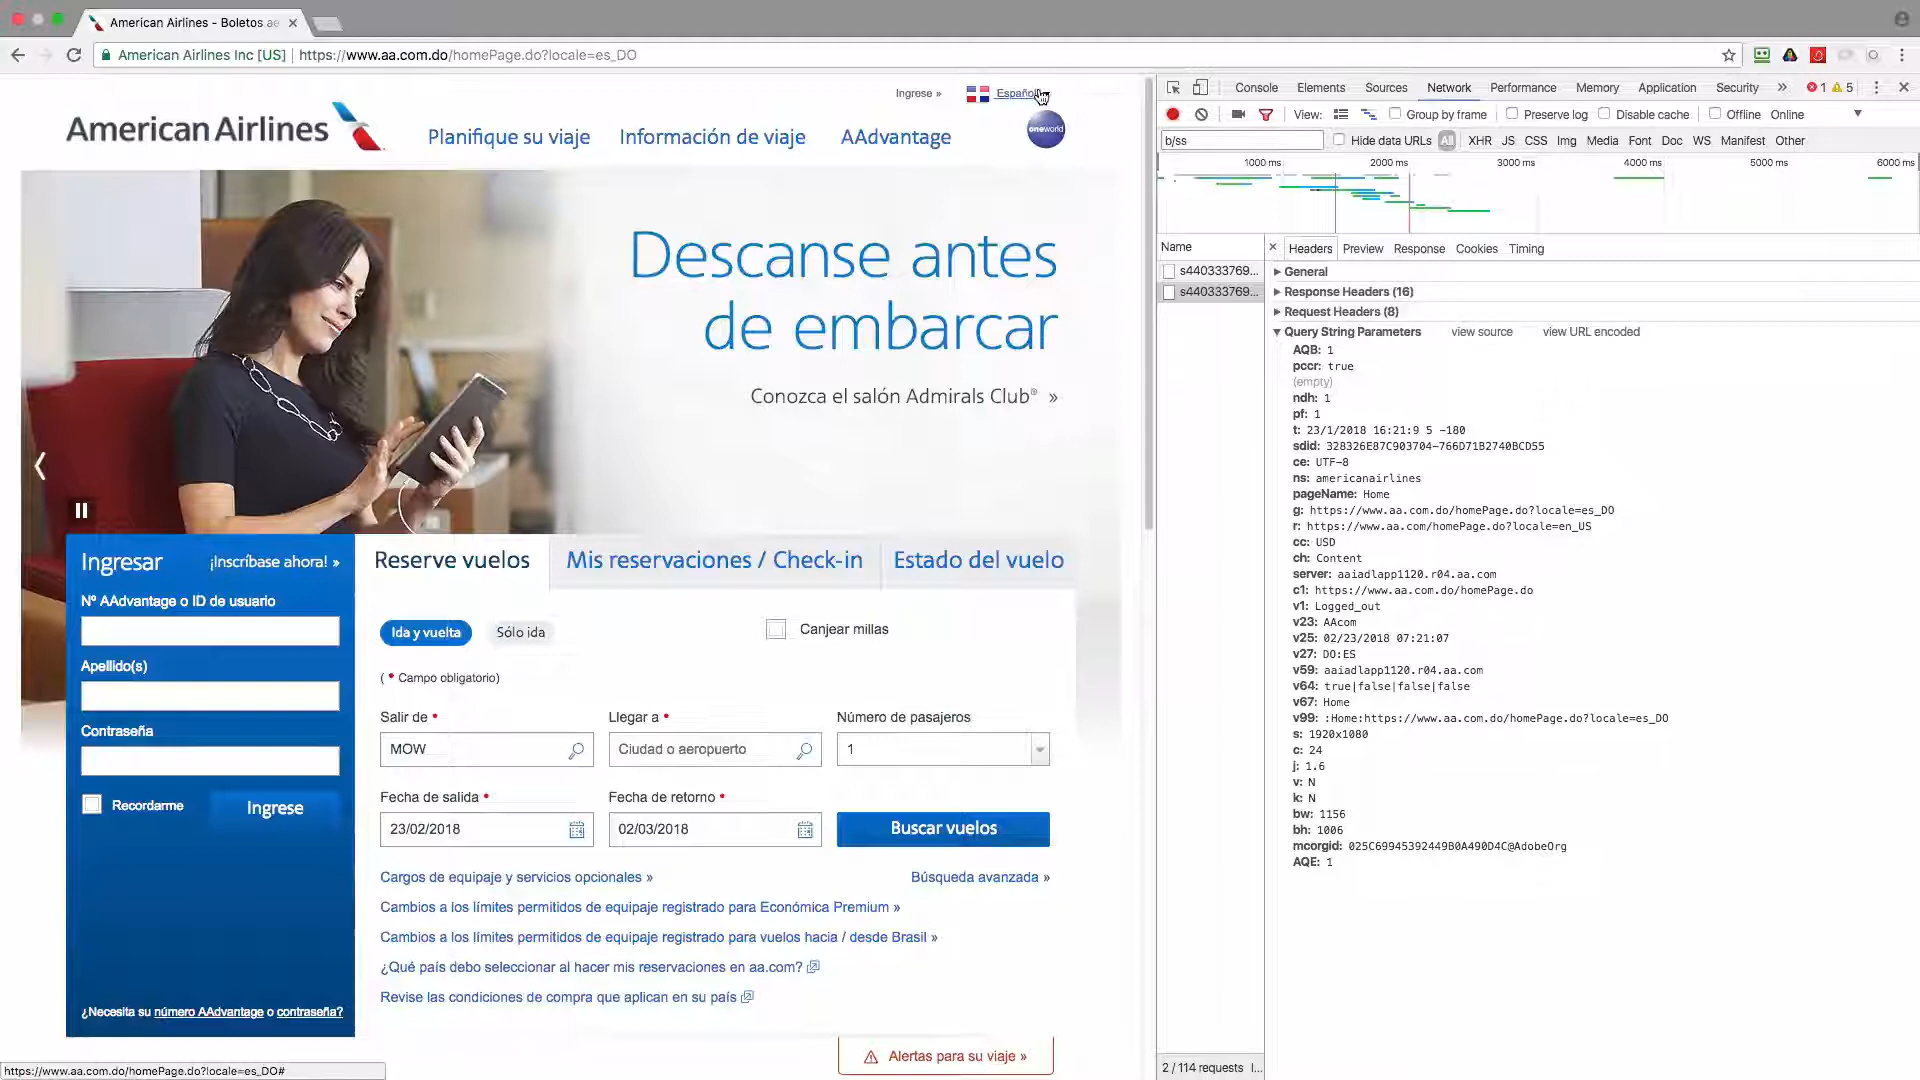 American Airlines - Boletos ae
American Airlines Inc [US] | https://www.aa.com.do/homePage.do?locale=es_DO
Ingrese »
Español
American Airlines
Planifique su viaje
Información de viaje
AAdvantage
oneworld
Descanse antes
de embarcar
Conozca el salón Admirals Club® »
Ingresar
¡Inscríbase ahora! »
Nº AAdvantage o ID de usuario
Apellido(s)
Contraseña
Recordarme
Ingrese
¿Necesita su número AAdvantage o contraseña?
Reserve vuelos
Mis reservaciones / Check-in
Estado del vuelo
Ida y vuelta
Sólo ida
Canjear millas
( • Campo obligatorio)
Salir de •
Llegar a •
Número de pasajeros
MOW
Ciudad o aeropuerto
1
Fecha de salida •
Fecha de retorno •
23/02/2018
02/03/2018
Buscar vuelos
Cargos de equipaje y servicios opcionales »
Búsqueda avanzada »
Cambios a los límites permitidos de equipaje registrado para Económica Premium »
Cambios a los límites permitidos de equipaje registrado para vuelos hacia / desde Brasil »
¿Qué país debo seleccionar al hacer mis reservaciones en aa.com?
Revise las condiciones de compra que aplican en su país
Alertas para su viaje »
https://www.aa.com.do/homePage.do?locale=es_DO#
Console Elements Sources Network Performance Memory Application Security » 1 5
View: Group by frame Preserve log Disable cache Offline Online
b/ss Hide data URLs All XHR JS CSS Img Media Font Doc WS Manifest Other
1000 ms 2000 ms 3000 ms 4000 ms 5000 ms 6000 ms
Name
s440333769...
s440333769...
2 / 114 requests I...
× Headers Preview Response Cookies Timing
General
Response Headers (16)
Request Headers (8)
Query String Parameters view source view URL encoded
AQB: 1
pccr: true
(empty)
ndh: 1
pf: 1
t: 23/1/2018 16:21:9 5 -180
sdid: 328326E87C903704-766D71B2740BCD55
ce: UTF-8
ns: americanairlines
pageName: Home
g: https://www.aa.com.do/homePage.do?locale=es_DO
r: https://www.aa.com/homePage.do?locale=en_US
cc: USD
ch: Content
server: aaiadlapp1120.r04.aa.com
c1: https://www.aa.com.do/homePage.do
v1: Logged_out
v23: AAcom
v25: 02/23/2018 07:21:07
v27: DO:ES
v59: aaiadlapp1120.r04.aa.com
v64: true|false|false|false
v67: Home
v99: :Home:https://www.aa.com.do/homePage.do?locale=es_DO
s: 1920x1080
c: 24
j: 1.6
v: N
k: N
bw: 1156
bh: 1006
mcorgid: 025C69945392449B0A490D4C@AdobeOrg
AQE: 1